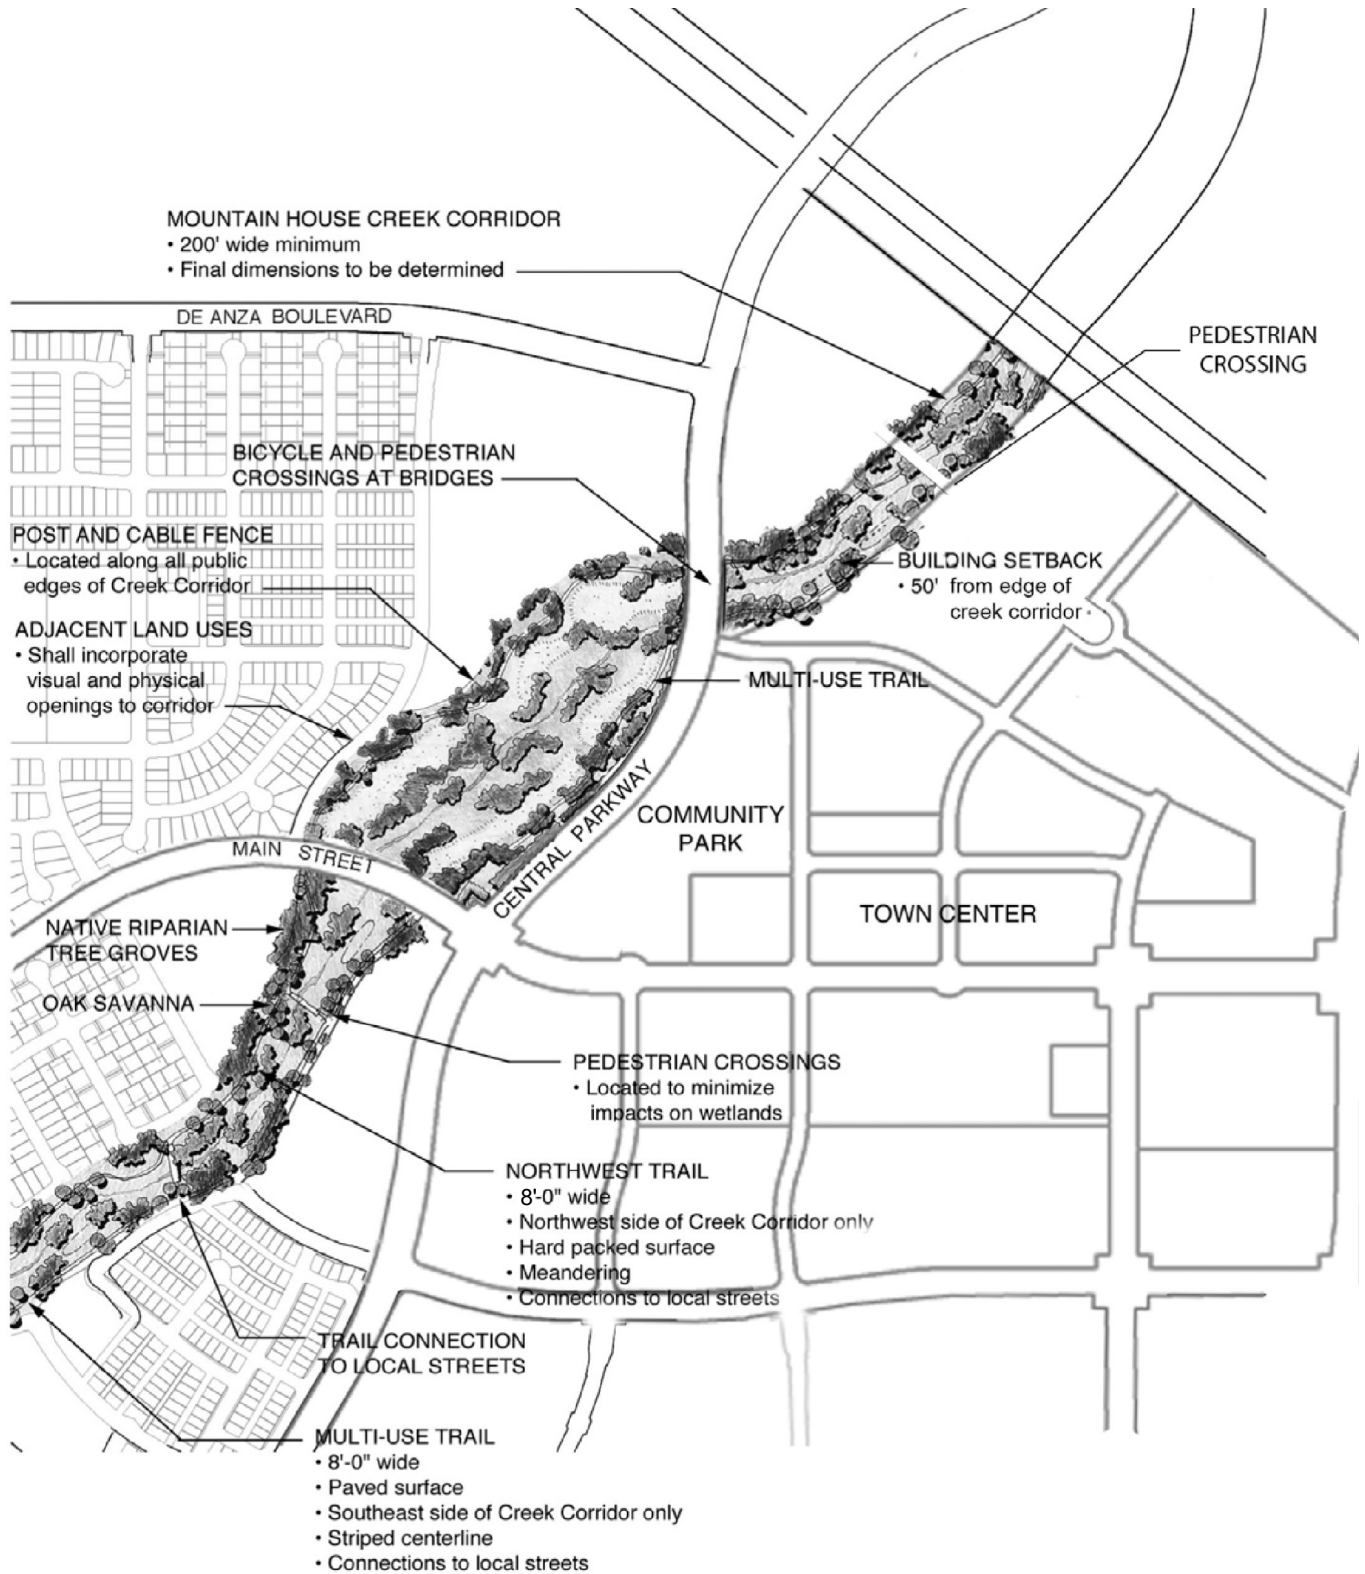 MOUNTAIN HOUSE CREEK CORRIDOR
• 200' wide minimum
• Final dimensions to be determined
DE ANZA BOULEVARD
PEDESTRIAN
CROSSING
BICYCLE AND PEDESTRIAN
CROSSINGS AT BRIDGES
POST AND CABLE FENCE
• Located along all public
edges of Creek Corridor
BUILDING SETBACK
• 50' from edge of
creek corridor
ADJACENT LAND USES
• Shall incorporate
visual and physical
openings to corridor
MULTI-USE TRAIL
CENTRAL PARKWAY
COMMUNITY
PARK
MAIN STREET
TOWN CENTER
NATIVE RIPARIAN
TREE GROVES
OAK SAVANNA
PEDESTRIAN CROSSINGS
• Located to minimize
impacts on wetlands
NORTHWEST TRAIL
• 8'-0" wide
• Northwest side of Creek Corridor only
• Hard packed surface
• Meandering
• Connections to local streets
TRAIL CONNECTION
TO LOCAL STREETS
MULTI-USE TRAIL
• 8'-0" wide
• Paved surface
• Southeast side of Creek Corridor only
• Striped centerline
• Connections to local streets